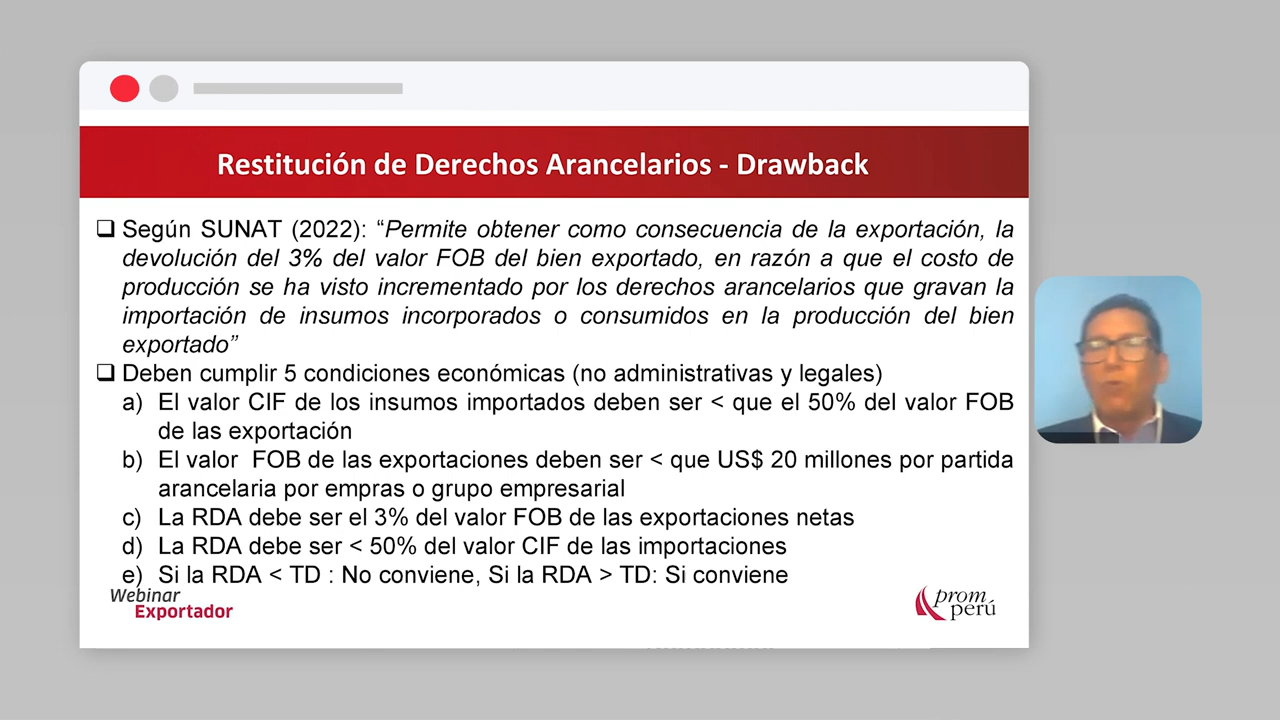 Restitución de Derechos Arancelarios - Drawback
❑ Según SUNAT (2022): “Permite obtener como consecuencia de la exportación, la
devolución del 3% del valor FOB del bien exportado, en razón a que el costo de
producción se ha visto incrementado por los derechos arancelarios que gravan la
importación de insumos incorporados o consumidos en la producción del bien
exportado”
❑ Deben cumplir 5 condiciones económicas (no administrativas y legales)
a) El valor CIF de los insumos importados deben ser < que el 50% del valor FOB
de las exportación
b) El valor FOB de las exportaciones deben ser < que US$ 20 millones por partida
arancelaria por empras o grupo empresarial
c) La RDA debe ser el 3% del valor FOB de las exportaciones netas
d) La RDA debe ser < 50% del valor CIF de las importaciones
e) Si la RDA < TD : No conviene, Si la RDA > TD: Si conviene
Webinar
Exportador
prom
perú